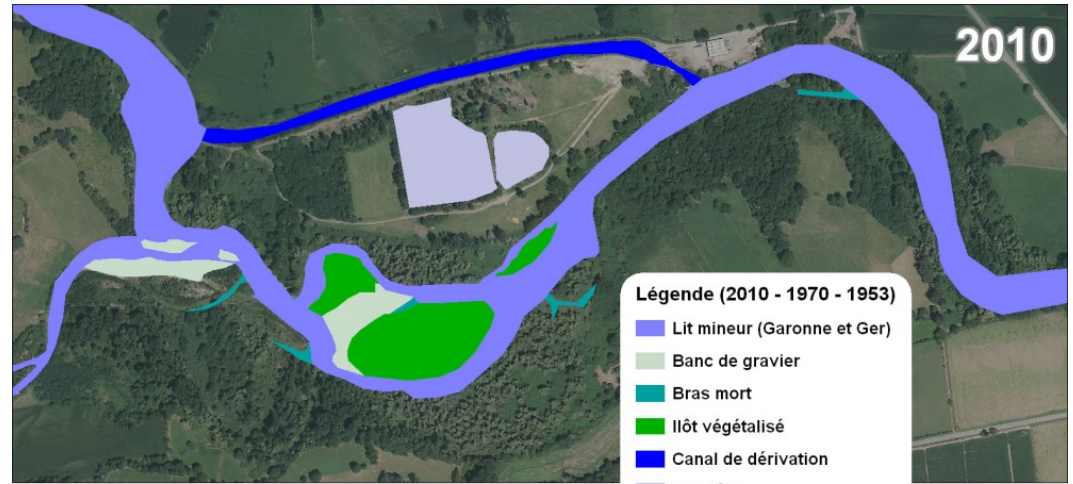 2010
Légende (2010 - 1970 - 1953)
Lit mineur (Garonne et Ger)
Banc de gravier
Bras mort
Ilôt végétalisé
Canal de dérivation